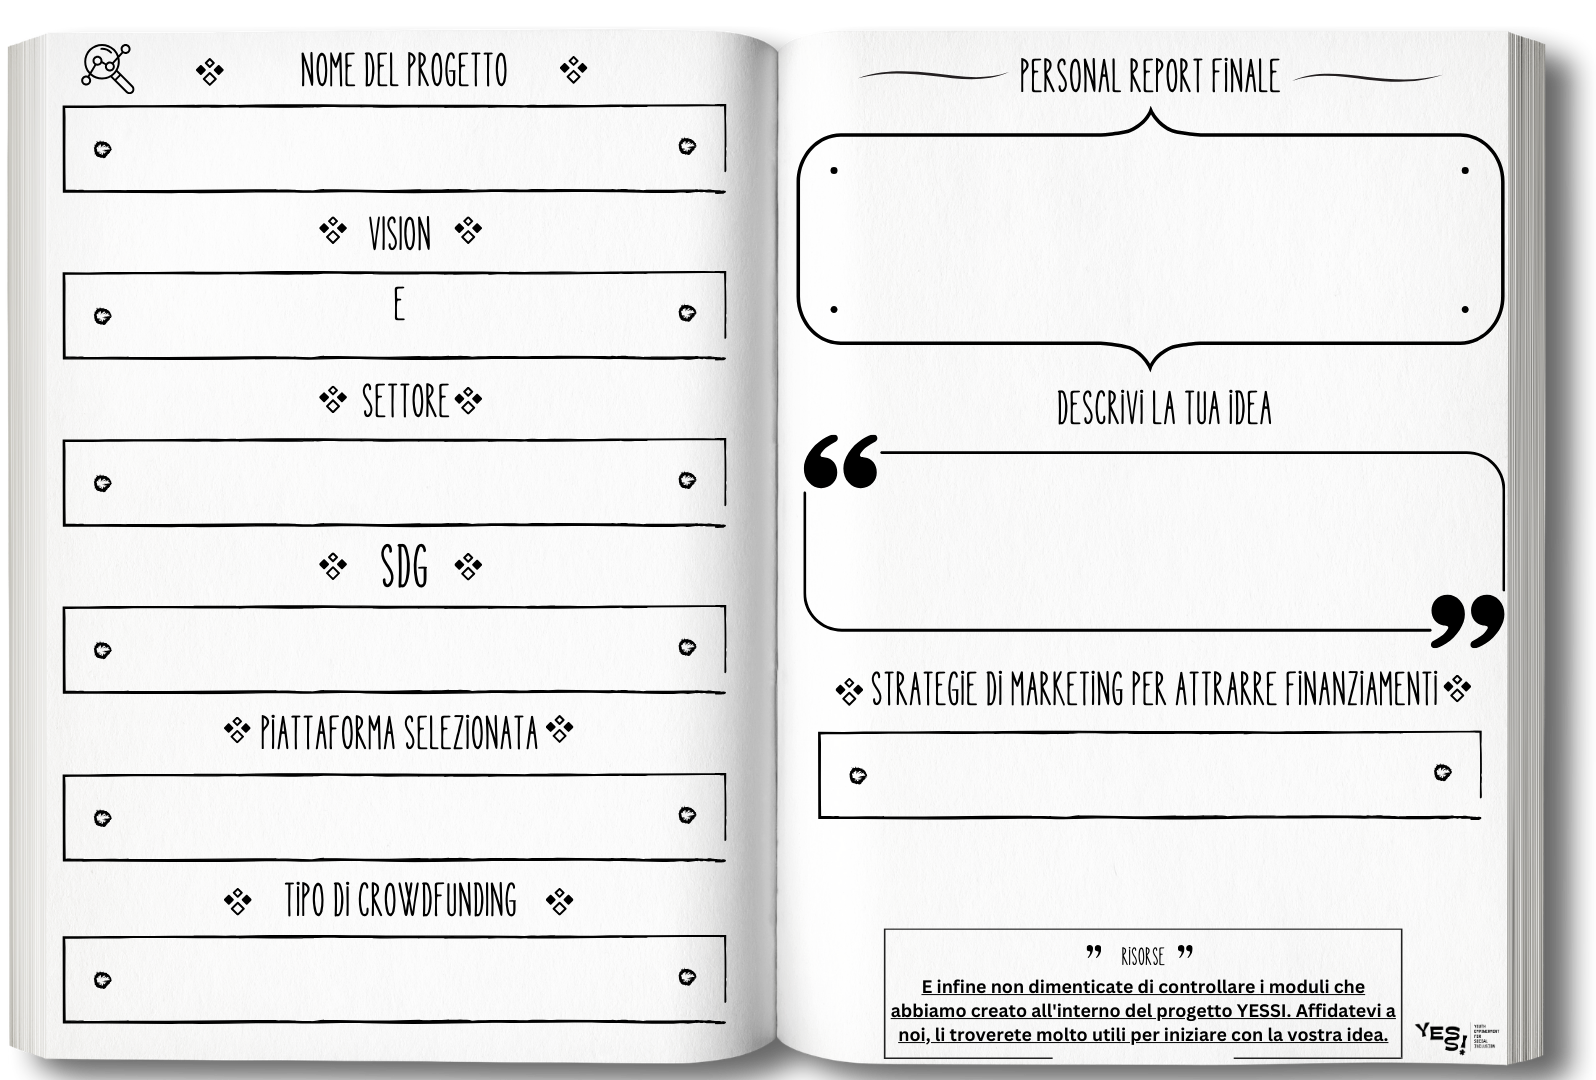 NOME DEL PROGETTO
VISION
E
SETTORE
SDG
PIATTAFORMA SELEZIONATA
TIPO DI CROWDFUNDING
PERSONAL REPORT FINALE
DESCRIVI LA TUA IDEA
STRATEGIE DI MARKETING PER ATTRARRE FINANZIAMENTI
RISORSE
E infine non dimenticate di controllare i moduli che
abbiamo creato all'interno del progetto YESSI. Affidatevi a
noi, li troverete molto utili per iniziare con la vostra idea.
YES
S!
YOUTH
EMPOWERMENT
FOR
SOCIAL
INCLUSION